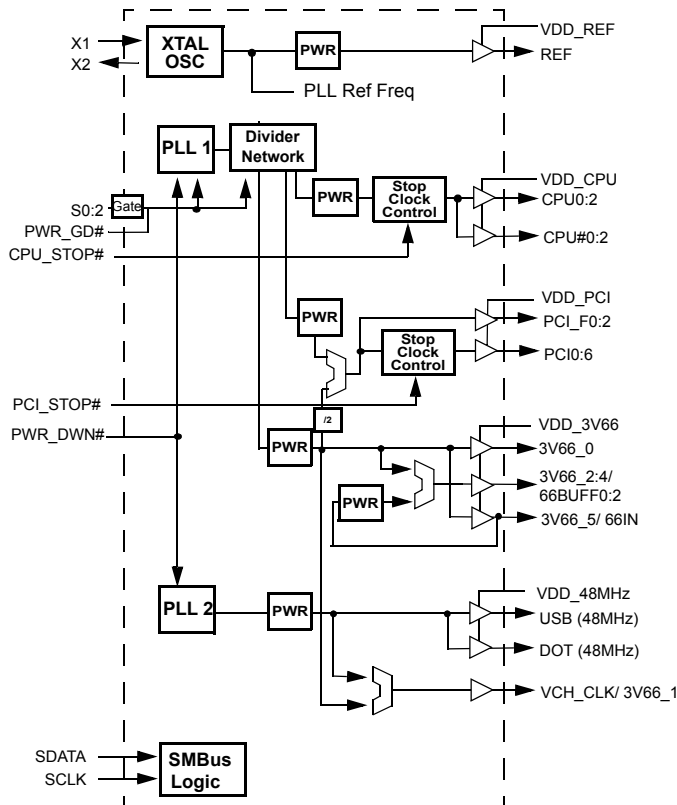 X1
X2
XTAL
OSC
PWR
VDD_REF
REF
PLL Ref Freq
PLL 1
Divider
Network
PWR
Stop
Clock
Control
VDD_CPU
CPU0:2
CPU#0:2
S0:2
Gate
PWR_GD#
CPU_STOP#
PWR
VDD_PCI
PCI_F0:2
Stop
Clock
Control
PCI0:6
PCI_STOP#
/2
PWR_DWN#
PWR
VDD_3V66
3V66_0
3V66_2:4/
66BUFF0:2
PWR
3V66_5/ 66IN
PLL 2
PWR
VDD_48MHz
USB (48MHz)
DOT (48MHz)
VCH_CLK/ 3V66_1
SDATA
SCLK
SMBus
Logic